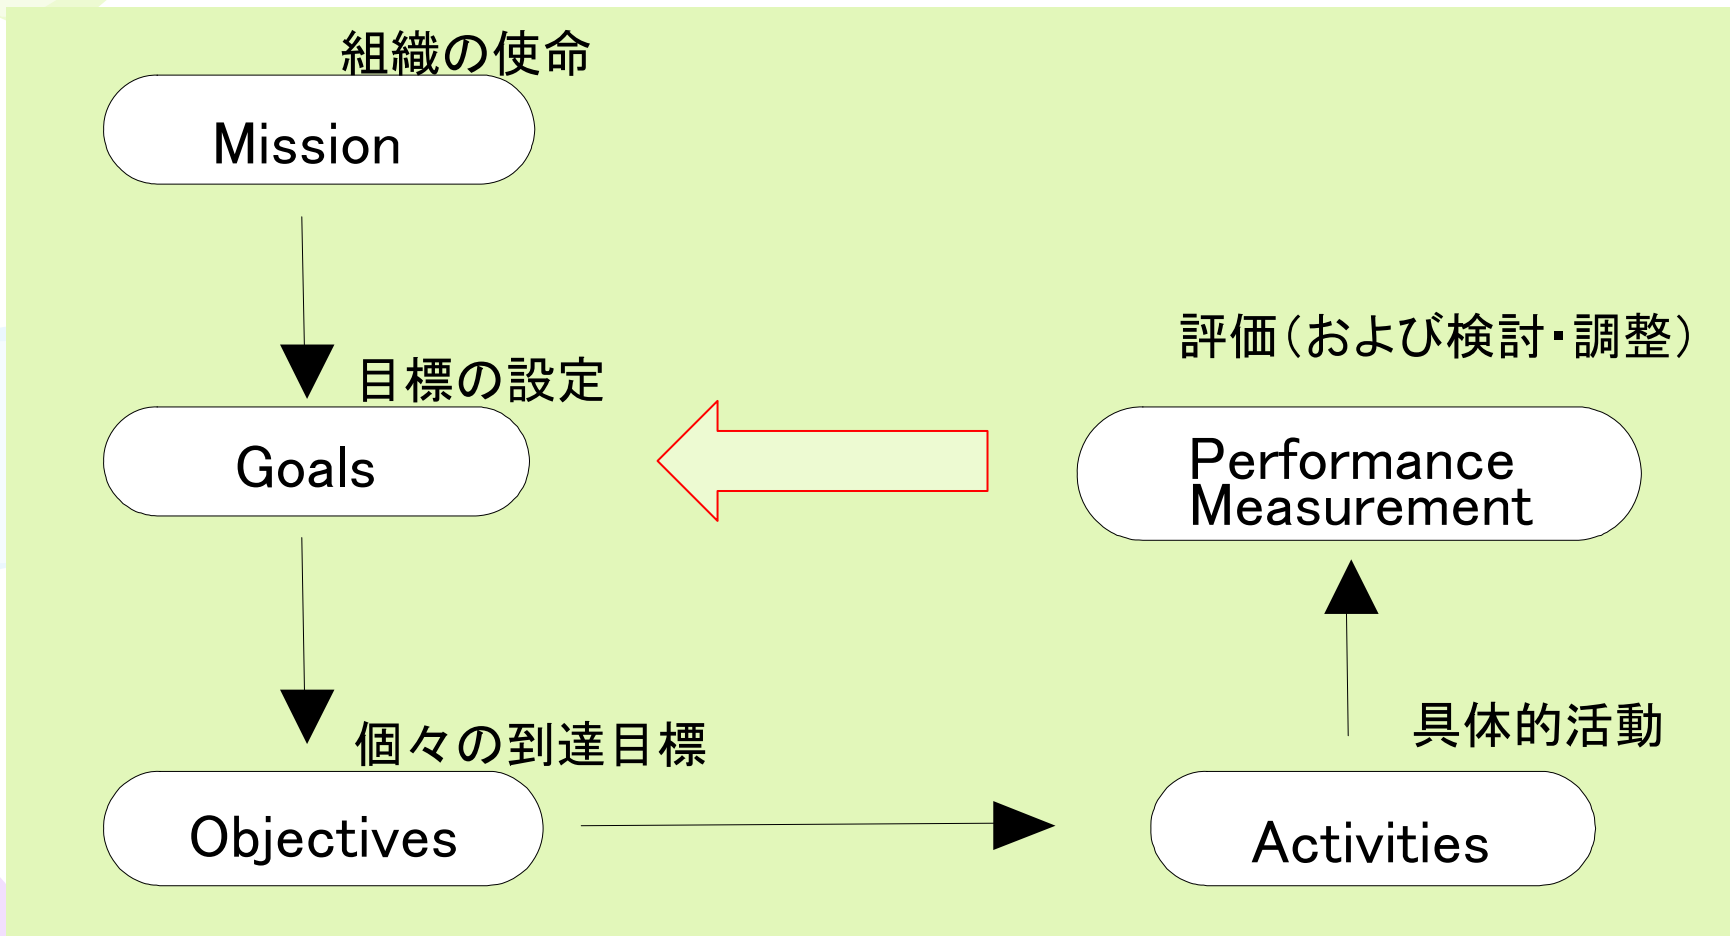 組織の使命
Mission
目標の設定
Goals
個々の到達目標
Objectives
評価(および検討・調整)
Performance
Measurement
具体的活動
Activities